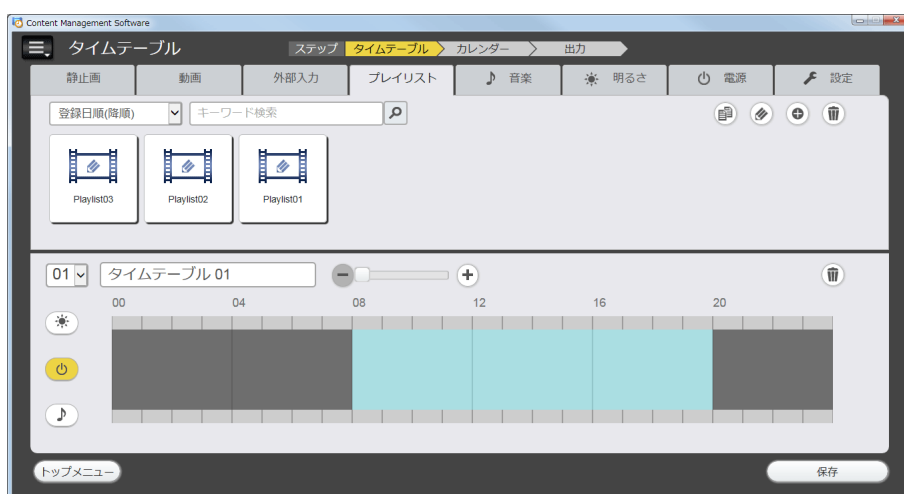 Content Management Software
タイムテーブル
ステップ タイムテーブル カレンダー 出力
静止画 動画 外部入力 プレイリスト 音楽 明るさ 電源 設定
登録日順(降順) キーワード検索
Playlist03 Playlist02 Playlist01
01 タイムテーブル 01
00 04 08 12 16 20
トップメニュー 保存